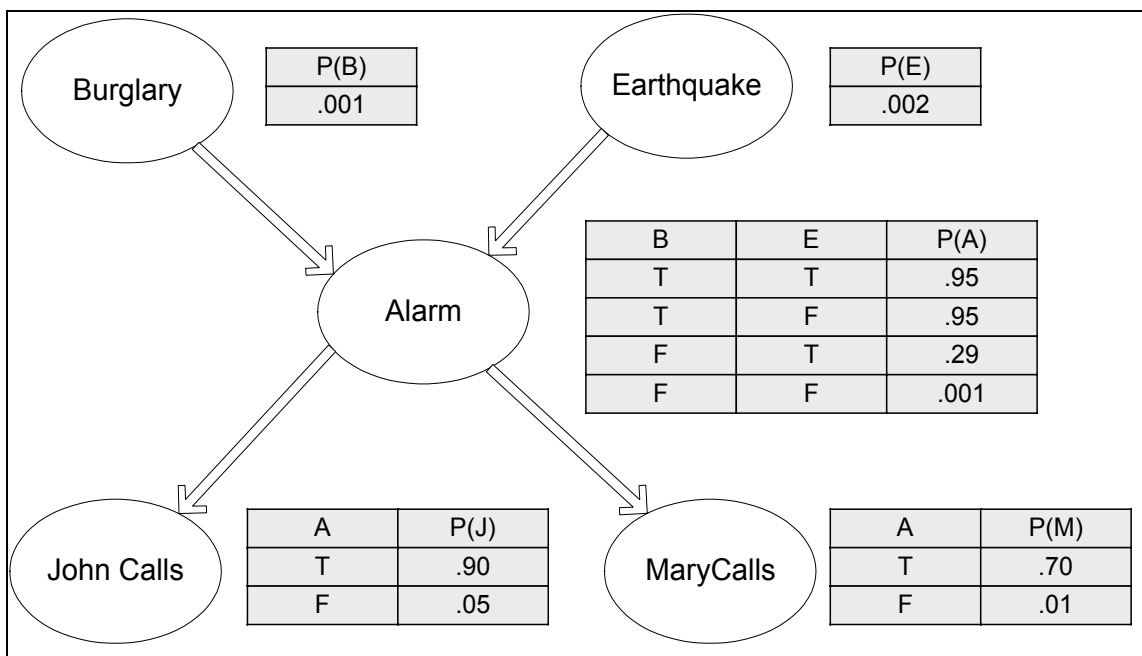 Burglary
P(B)
.001
Earthquake
P(E)
.002
Alarm
B E P(A)
T T .95
T F .95
F T .29
F F .001
John Calls
A P(J)
T .90
F .05
MaryCalls
A P(M)
T .70
F .01